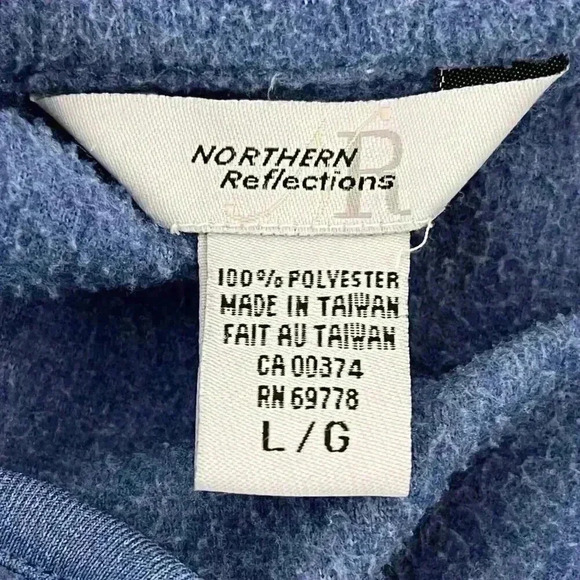 NORTHERN
Reflections
R
100% POLYESTER
MADE IN TAIWAN
FAIT AU TAIWAN
CA 00374
RN 69778
L / G